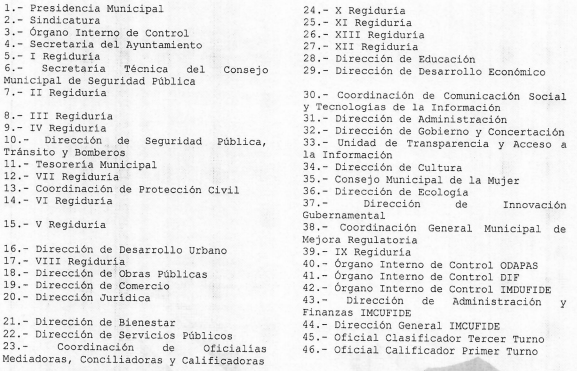 1.- Presidencia Municipal
2.- Sindicatura
3.- Órgano Interno de Control
4.- Secretaria del Ayuntamiento
5.- I Regiduría
6.- Secretaría Técnica del Consejo
Municipal de Seguridad Pública
7.- II Regiduría
8.- III Regiduría
9.- IV Regiduría
10.- Dirección de Seguridad Pública,
Tránsito y Bomberos
11.- Tesorería Municipal
12.- VII Regiduría
13.- Coordinación de Protección Civil
14.- VI Regiduría
15.- V Regiduría
16.- Dirección de Desarrollo Urbano
17.- VIII Regiduría
18.- Dirección de Obras Públicas
19.- Dirección de Comercio
20.- Dirección Jurídica
21.- Dirección de Bienestar
22.- Dirección de Servicios Públicos
23.- Coordinación de Oficialías
Mediadoras, Conciliadoras y Calificadoras
24.- X Regiduría
25.- XI Regiduría
26.- XIII Regiduría
27.- XII Regiduría
28.- Dirección de Educación
29.- Dirección de Desarrollo Económico
30.- Coordinación de Comunicación Social
y Tecnologías de la Información
31.- Dirección de Administración
32.- Dirección de Gobierno y Concertación
33.- Unidad de Transparencia y Acceso a
la Información
34.- Dirección de Cultura
35.- Consejo Municipal de la Mujer
36.- Dirección de Ecología
37.- Dirección de Innovación
Gubernamental
38.- Coordinación General Municipal de
Mejora Regulatoria
39.- IX Regiduría
40.- Órgano Interno de Control ODAPAS
41.- Órgano Interno de Control DIF
42.- Órgano Interno de Control IMDUFIDE
43.- Dirección de Administración y
Finanzas IMCUFIDE
44.- Dirección General IMCUFIDE
45.- Oficial Clasificador Tercer Turno
46.- Oficial Calificador Primer Turno